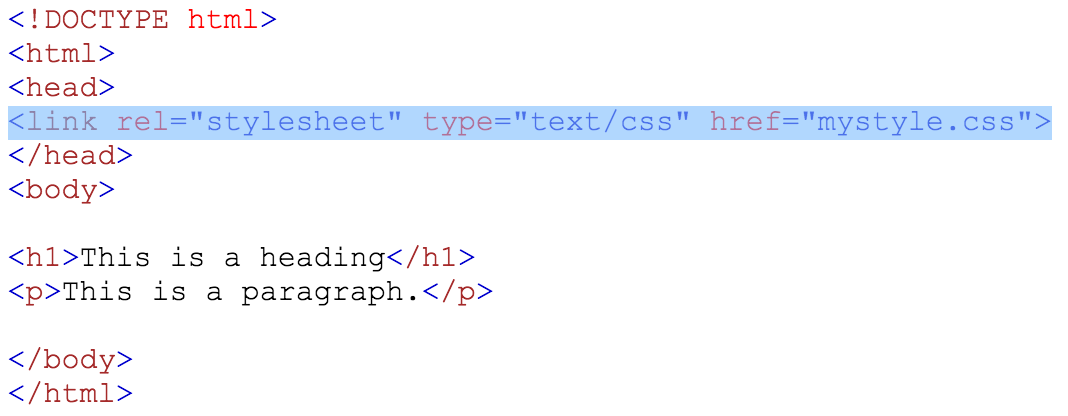 <!DOCTYPE html>
<html>
<head>
<link rel="stylesheet" type="text/css" href="mystyle.css">
</head>
<body>
<h1>This is a heading</h1>
<p>This is a paragraph.</p>
</body>
</html>